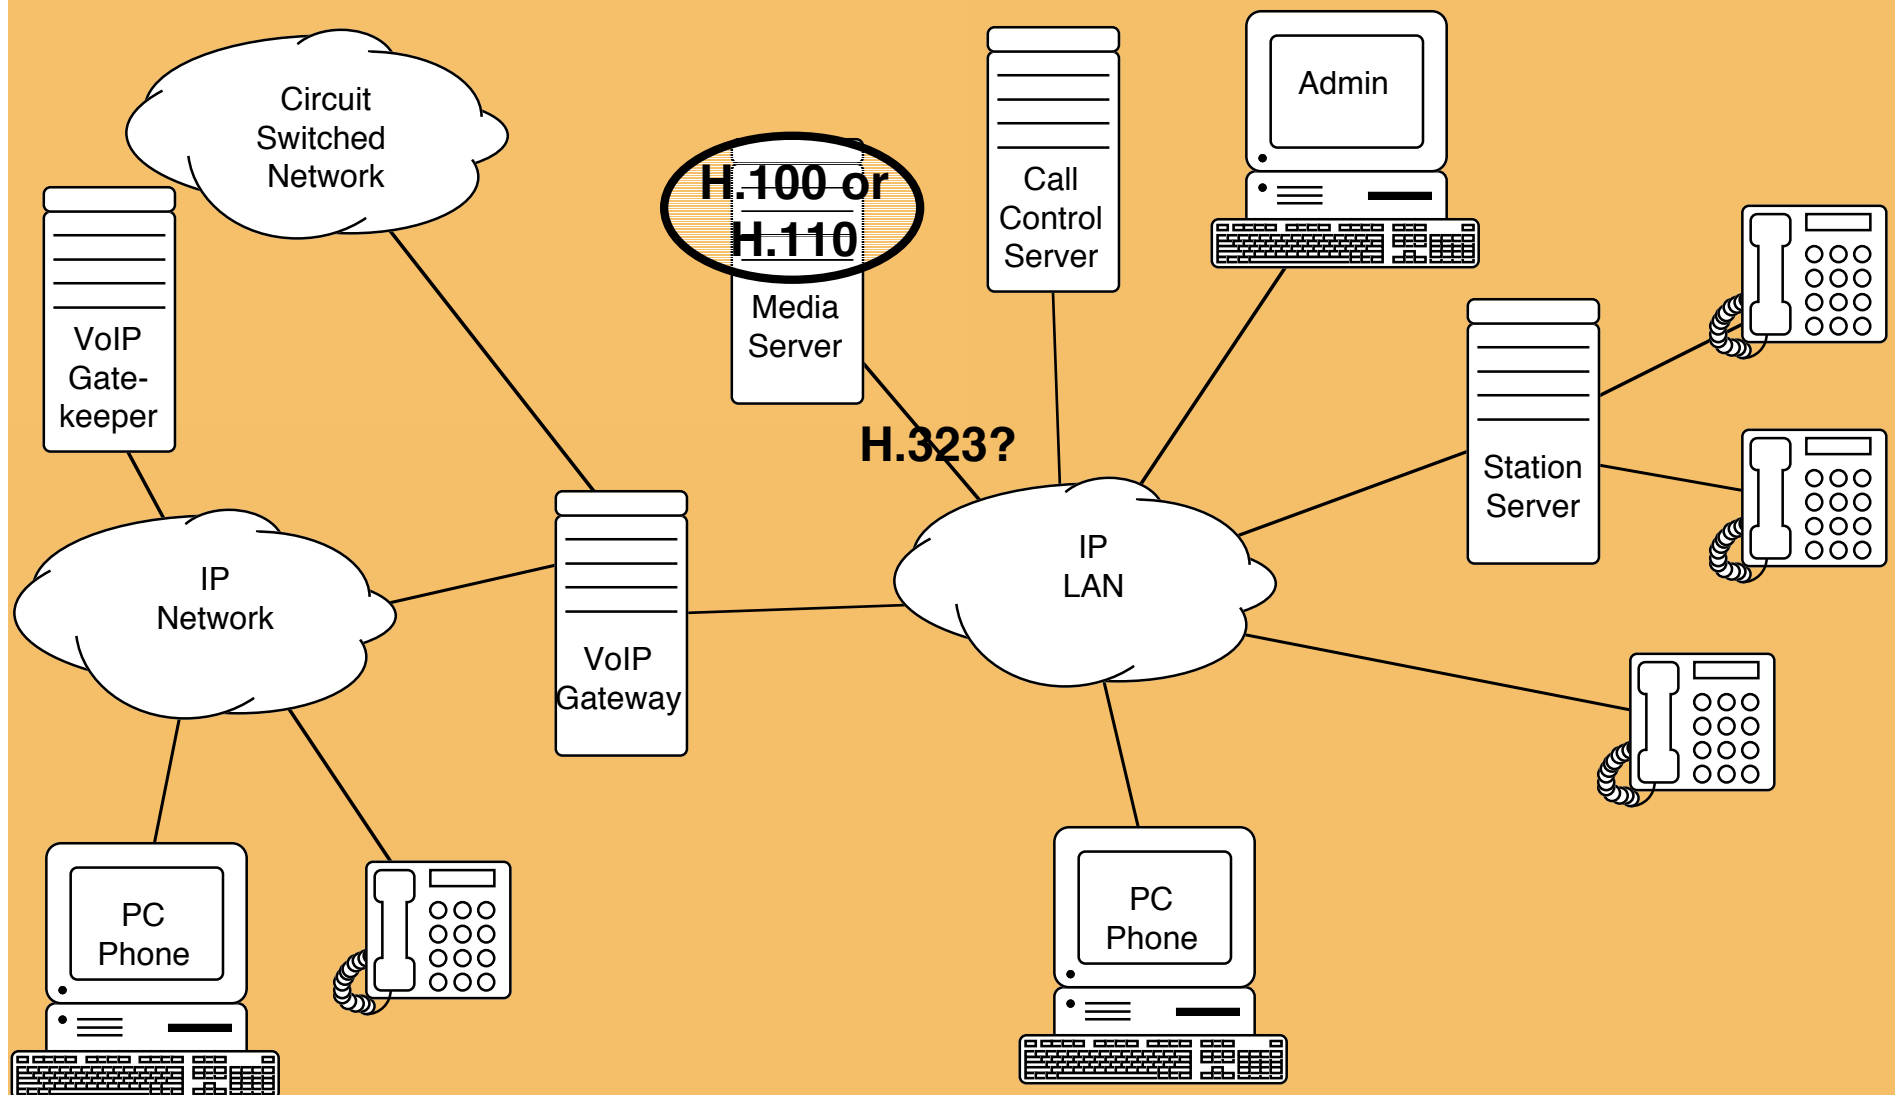 Circuit
Switched
Network
Admin
H.100 or
H.110
Call
Control
Server
Media
Server
VoIP
Gate-
keeper
H.323?
Station
Server
IP
LAN
IP
Network
VoIP
Gateway
PC
Phone
PC
Phone